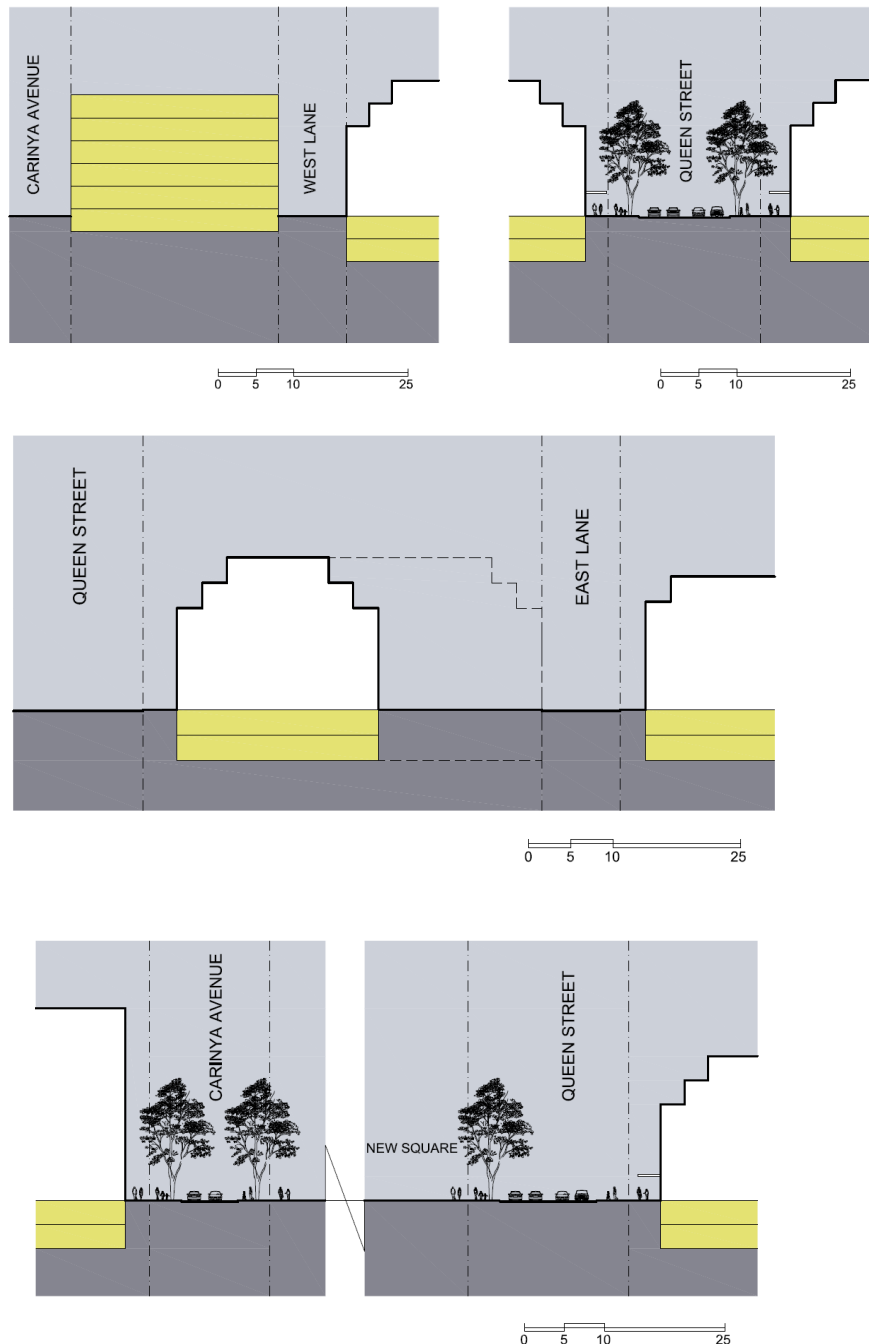 CARINYA AVENUE
WEST LANE
QUEEN STREET
0 5 10 25
0 5 10 25
QUEEN STREET
EAST LANE
0 5 10 25
CARINYA AVENUE
QUEEN STREET
NEW SQUARE
0 5 10 25